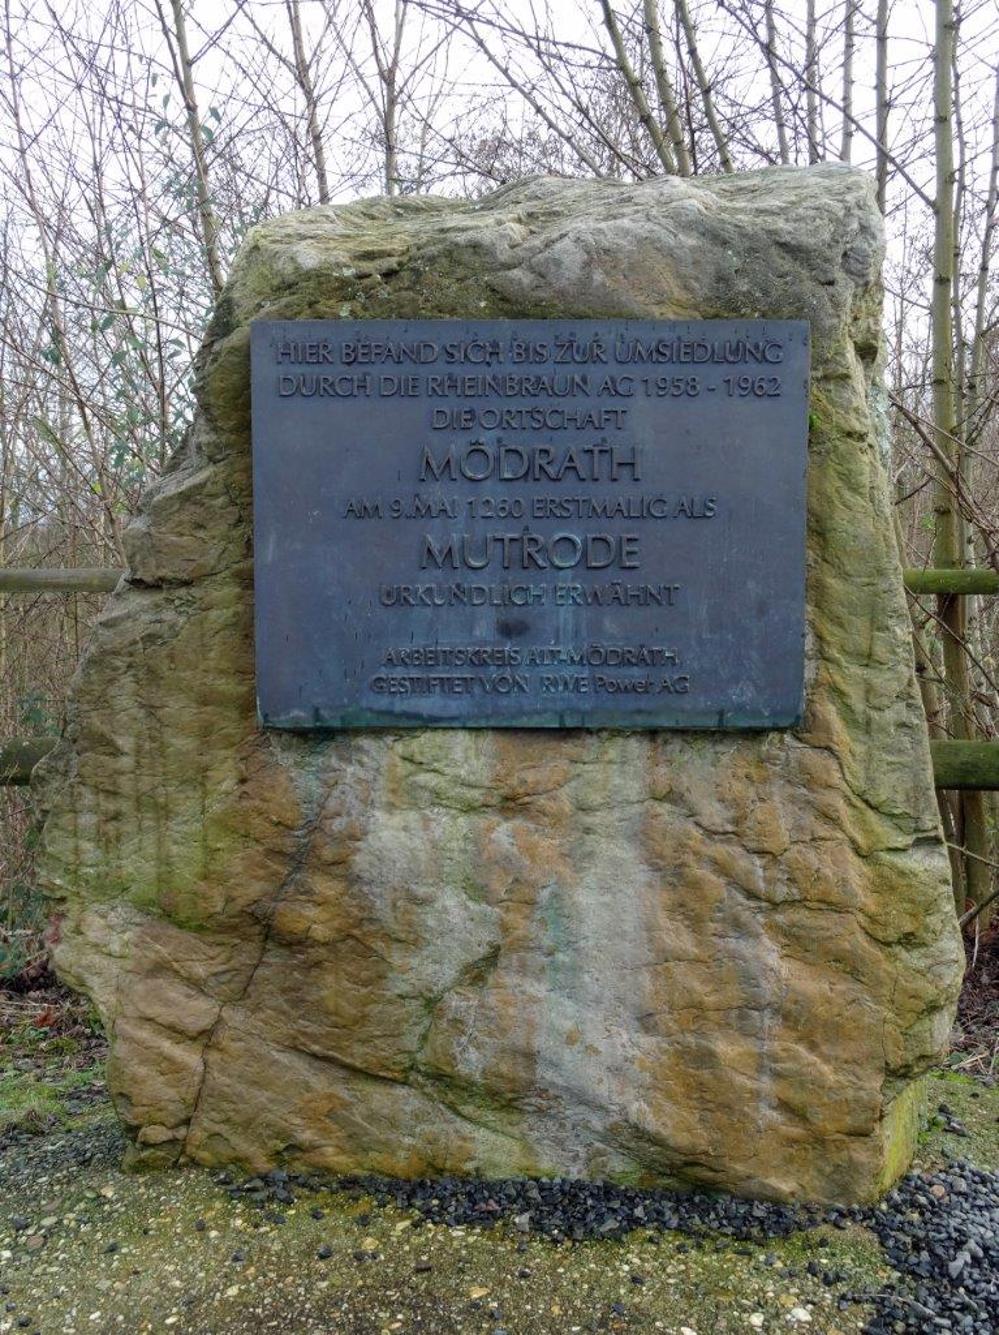 HIER BEFAND SICH BIS ZUR UMSIEDLUNG
DURCH DIE RHEINBRAUN AG 1958 - 1962
DIE ORTSCHAFT
MÖDRATH
AM 9. MAI 1260 ERSTMALIG ALS
MUTRODE
URKUNDLICH ERWÄHNT
ARBEITSKREIS ALT-MÖDRATH
GESTIFTET VON RWE Power AG